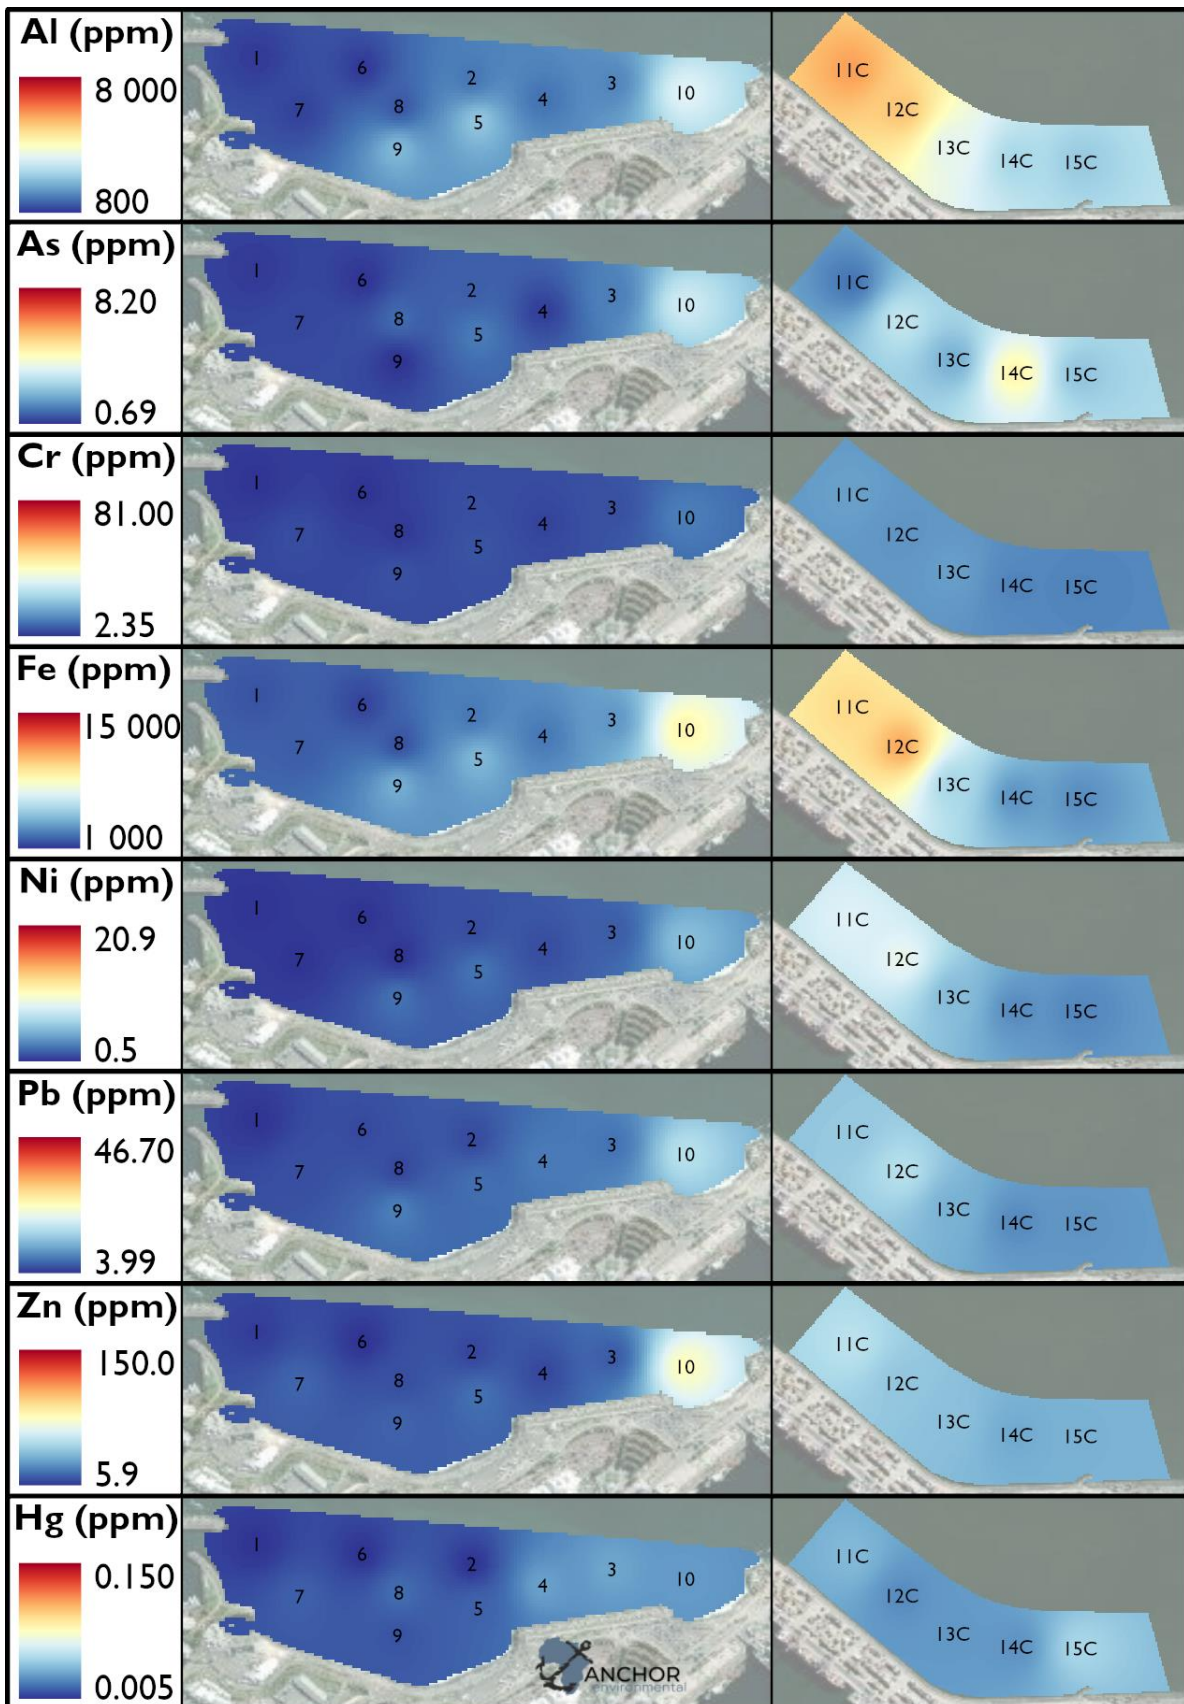 Al (ppm)
8 000
800
1 6 2 3 10
7 8 4
5
9
11C
12C
13C 14C 15C
As (ppm)
8.20
0.69
1 6 2 3 10
7 8 4
5
9
11C
12C
13C 14C 15C
Cr (ppm)
81.00
2.35
1 6 2 3 10
7 8 4
5
9
11C
12C
13C 14C 15C
Fe (ppm)
15 000
1 000
1 6 2 3 10
7 8 4
5
9
11C
12C
13C 14C 15C
Ni (ppm)
20.9
0.5
1 6 2 3 10
7 8 4
5
9
11C
12C
13C 14C 15C
Pb (ppm)
46.70
3.99
1 6 2 3 10
7 8 4
5
9
11C
12C
13C 14C 15C
Zn (ppm)
150.0
5.9
1 6 2 3 10
7 8 4
5
9
11C
12C
13C 14C 15C
Hg (ppm)
0.150
0.005
1 6 2 3 10
7 8 4
5
9
11C
12C
13C 14C 15C
ANCHOR
environmental